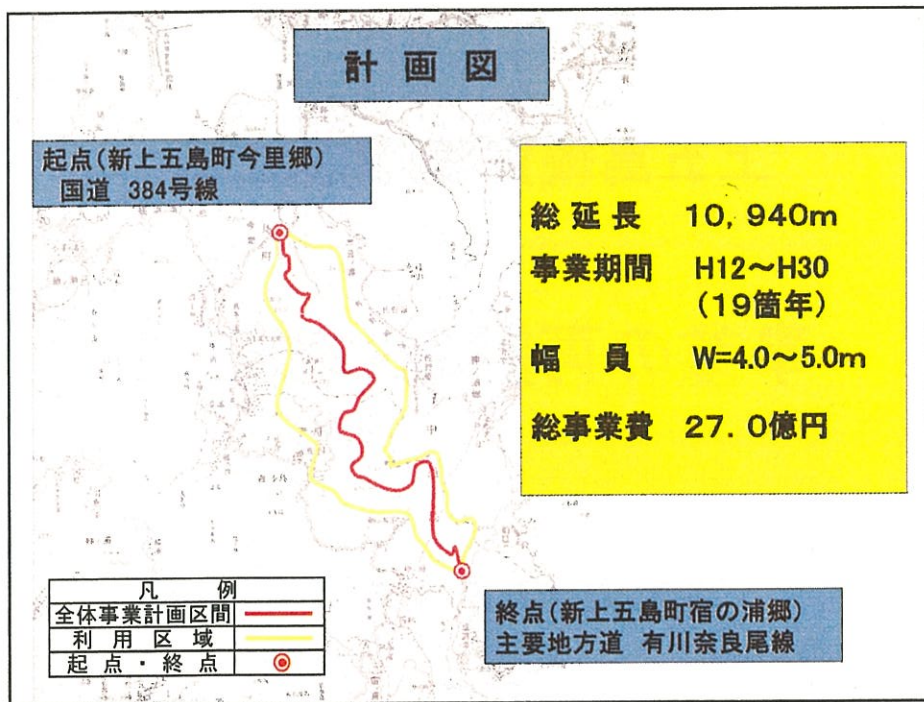 計 画 図
起点(新上五島町今里郷)
国道 384号線
総 延 長 10,940m
事業期間 H12～H30
(19箇年)
幅 員 W=4.0～5.0m
総事業費 27.0億円
凡 例
全体事業計画区間
利 用 区 域
起 点・終 点
終点(新上五島町宿の浦郷)
主要地方道 有川奈良尾線